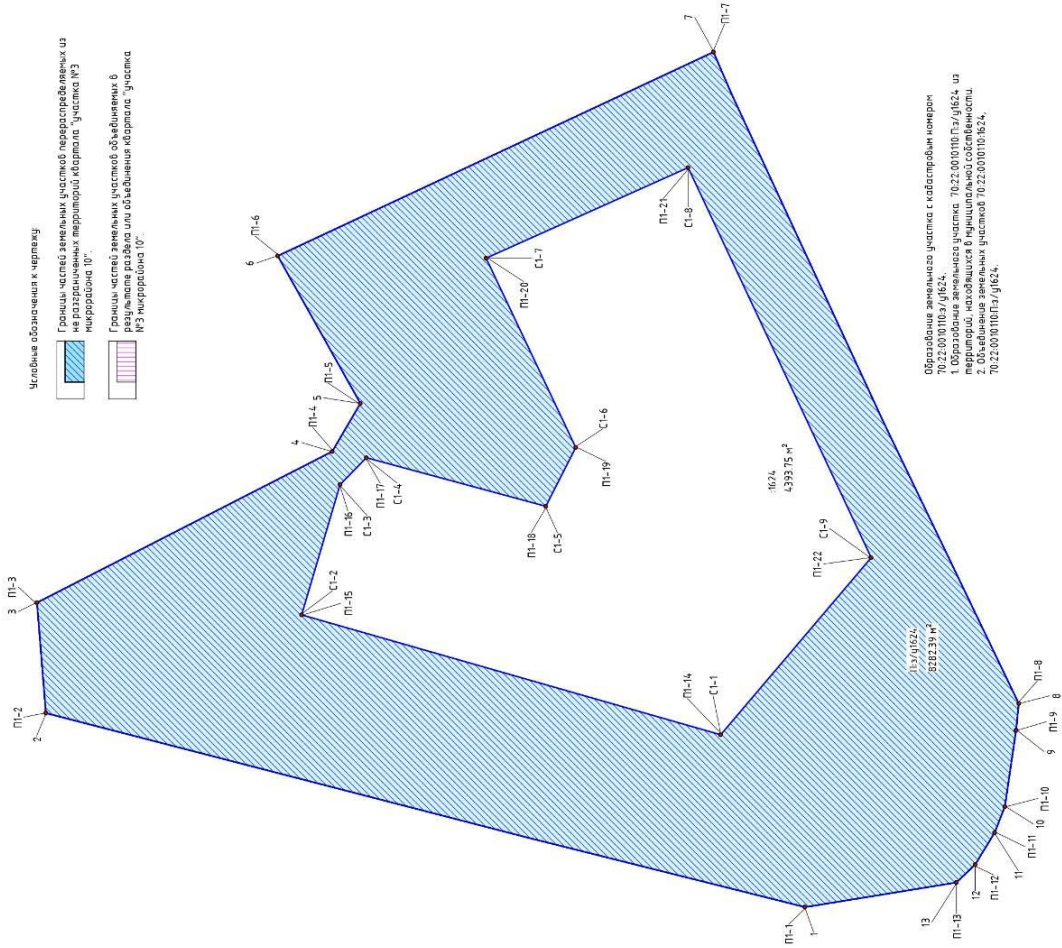 Условные обозначения к чертежу:
Границы частей земельных участков перераспределяемых из
не разграниченных территорий квартала "участка №3
микрорайона 10".
Границы частей земельных участков объединяемых в
результате раздела или объединения квартала "участка
№3 микрорайона 10".
3
П1-3
П1-2
2
4
П1-4
5
П1-5
6
П1-6
7
П1-7
С1-2
П1-15
П1-16
С1-3
П1-17
С1-4
П1-18
С1-5
С1-6
П1-19
П1-20
С1-7
П1-21
С1-8
П1-22
С1-9
П1-14
С1-1
:1624
4393.75 м²
П:з/у1624
8282.39 м²
П1-1
1
13
П1-13
12
П1-12
11
П1-11
10
П1-10
9
П1-9
8
П1-8
Образование земельного участка с кадастровым номером
70:22:0010110:з/у1624.
1. Образование земельного участка 70:22:0010110:П:з/у1624 из
территорий, находящихся в муниципальной собственности.
2. Объединение земельных участков 70:22:0010110:1624,
70:22:0010110:П:з/у1624.